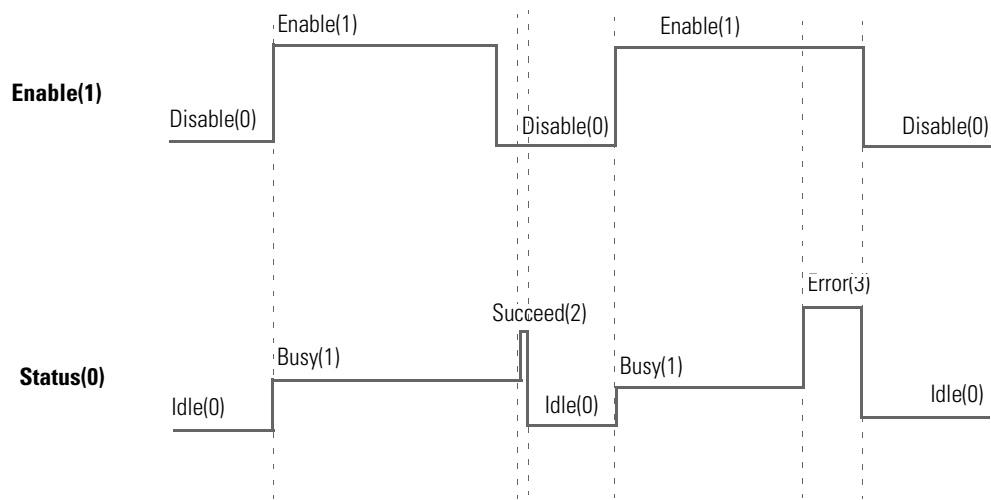 Enable(1)
Enable(1)
Enable(1)
Disable(0)
Disable(0)
Disable(0)
Error(3)
Succeed(2)
Busy(1)
Busy(1)
Status(0)
Idle(0)
Idle(0)
Idle(0)